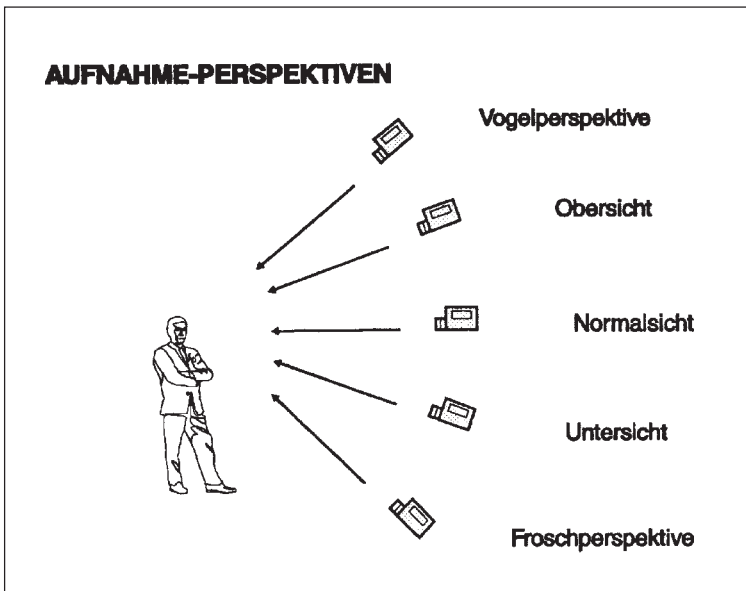 AUFNAHME-PERSPEKTIVEN
Vogelperspektive
Obersicht
Normalsicht
Untersicht
Froschperspektive